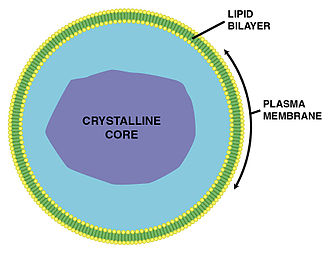 LIPID
BILAYER
PLASMA
MEMBRANE
CRYSTALLINE
CORE